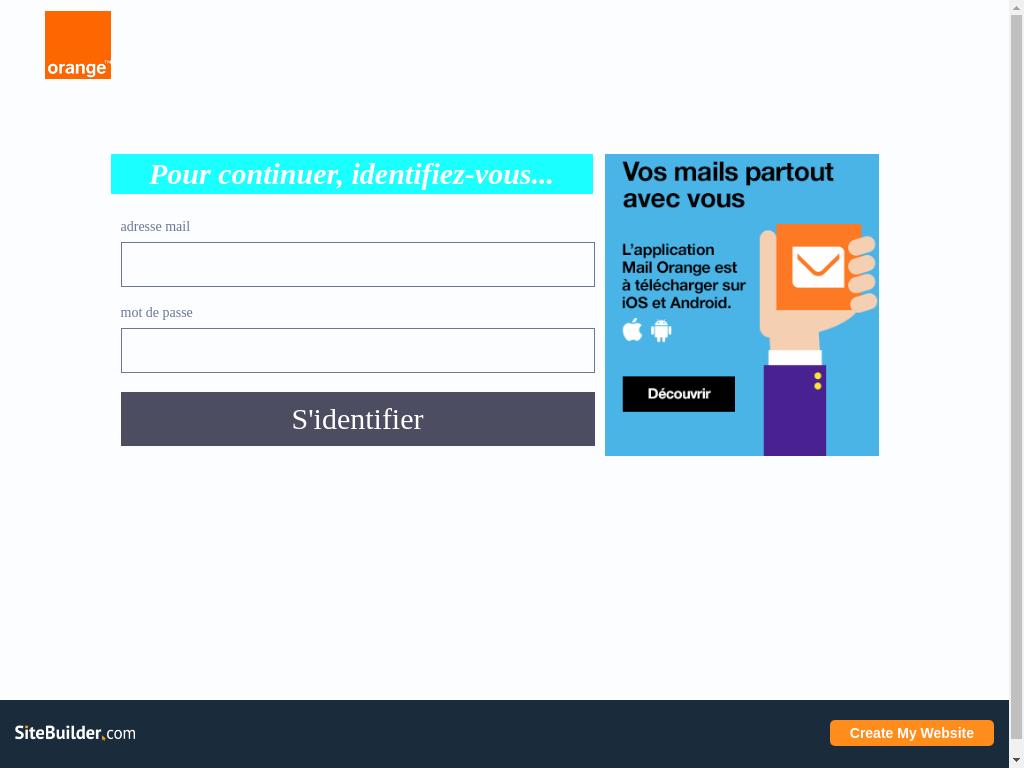 orange™
Pour continuer, identifiez-vous...
adresse mail
mot de passe
S'identifier
Vos mails partout
avec vous
L'application
Mail Orange est
à télécharger sur
iOS et Android.
Découvrir
SiteBuilder.com
Create My Website